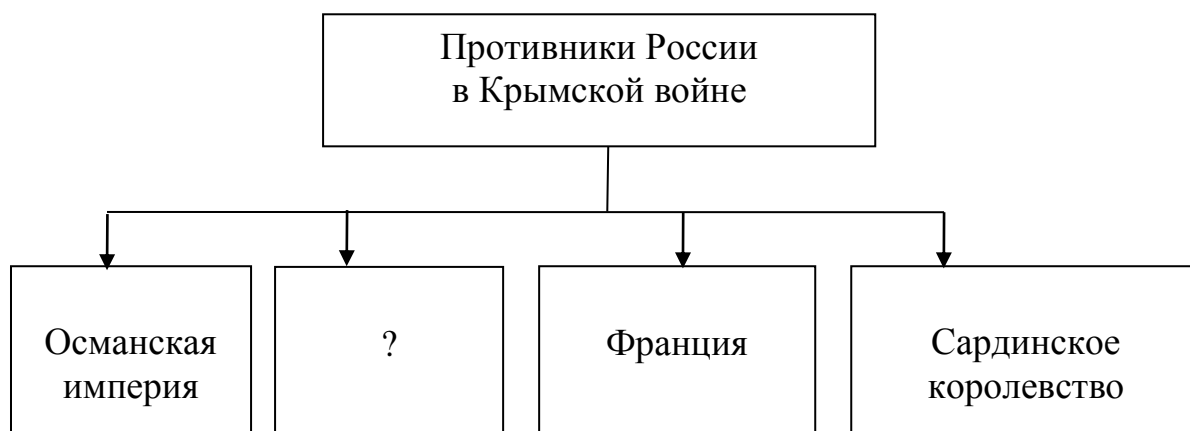 Противники России
в Крымской войне
Османская
империя
?
Франция
Сардинское
королевство